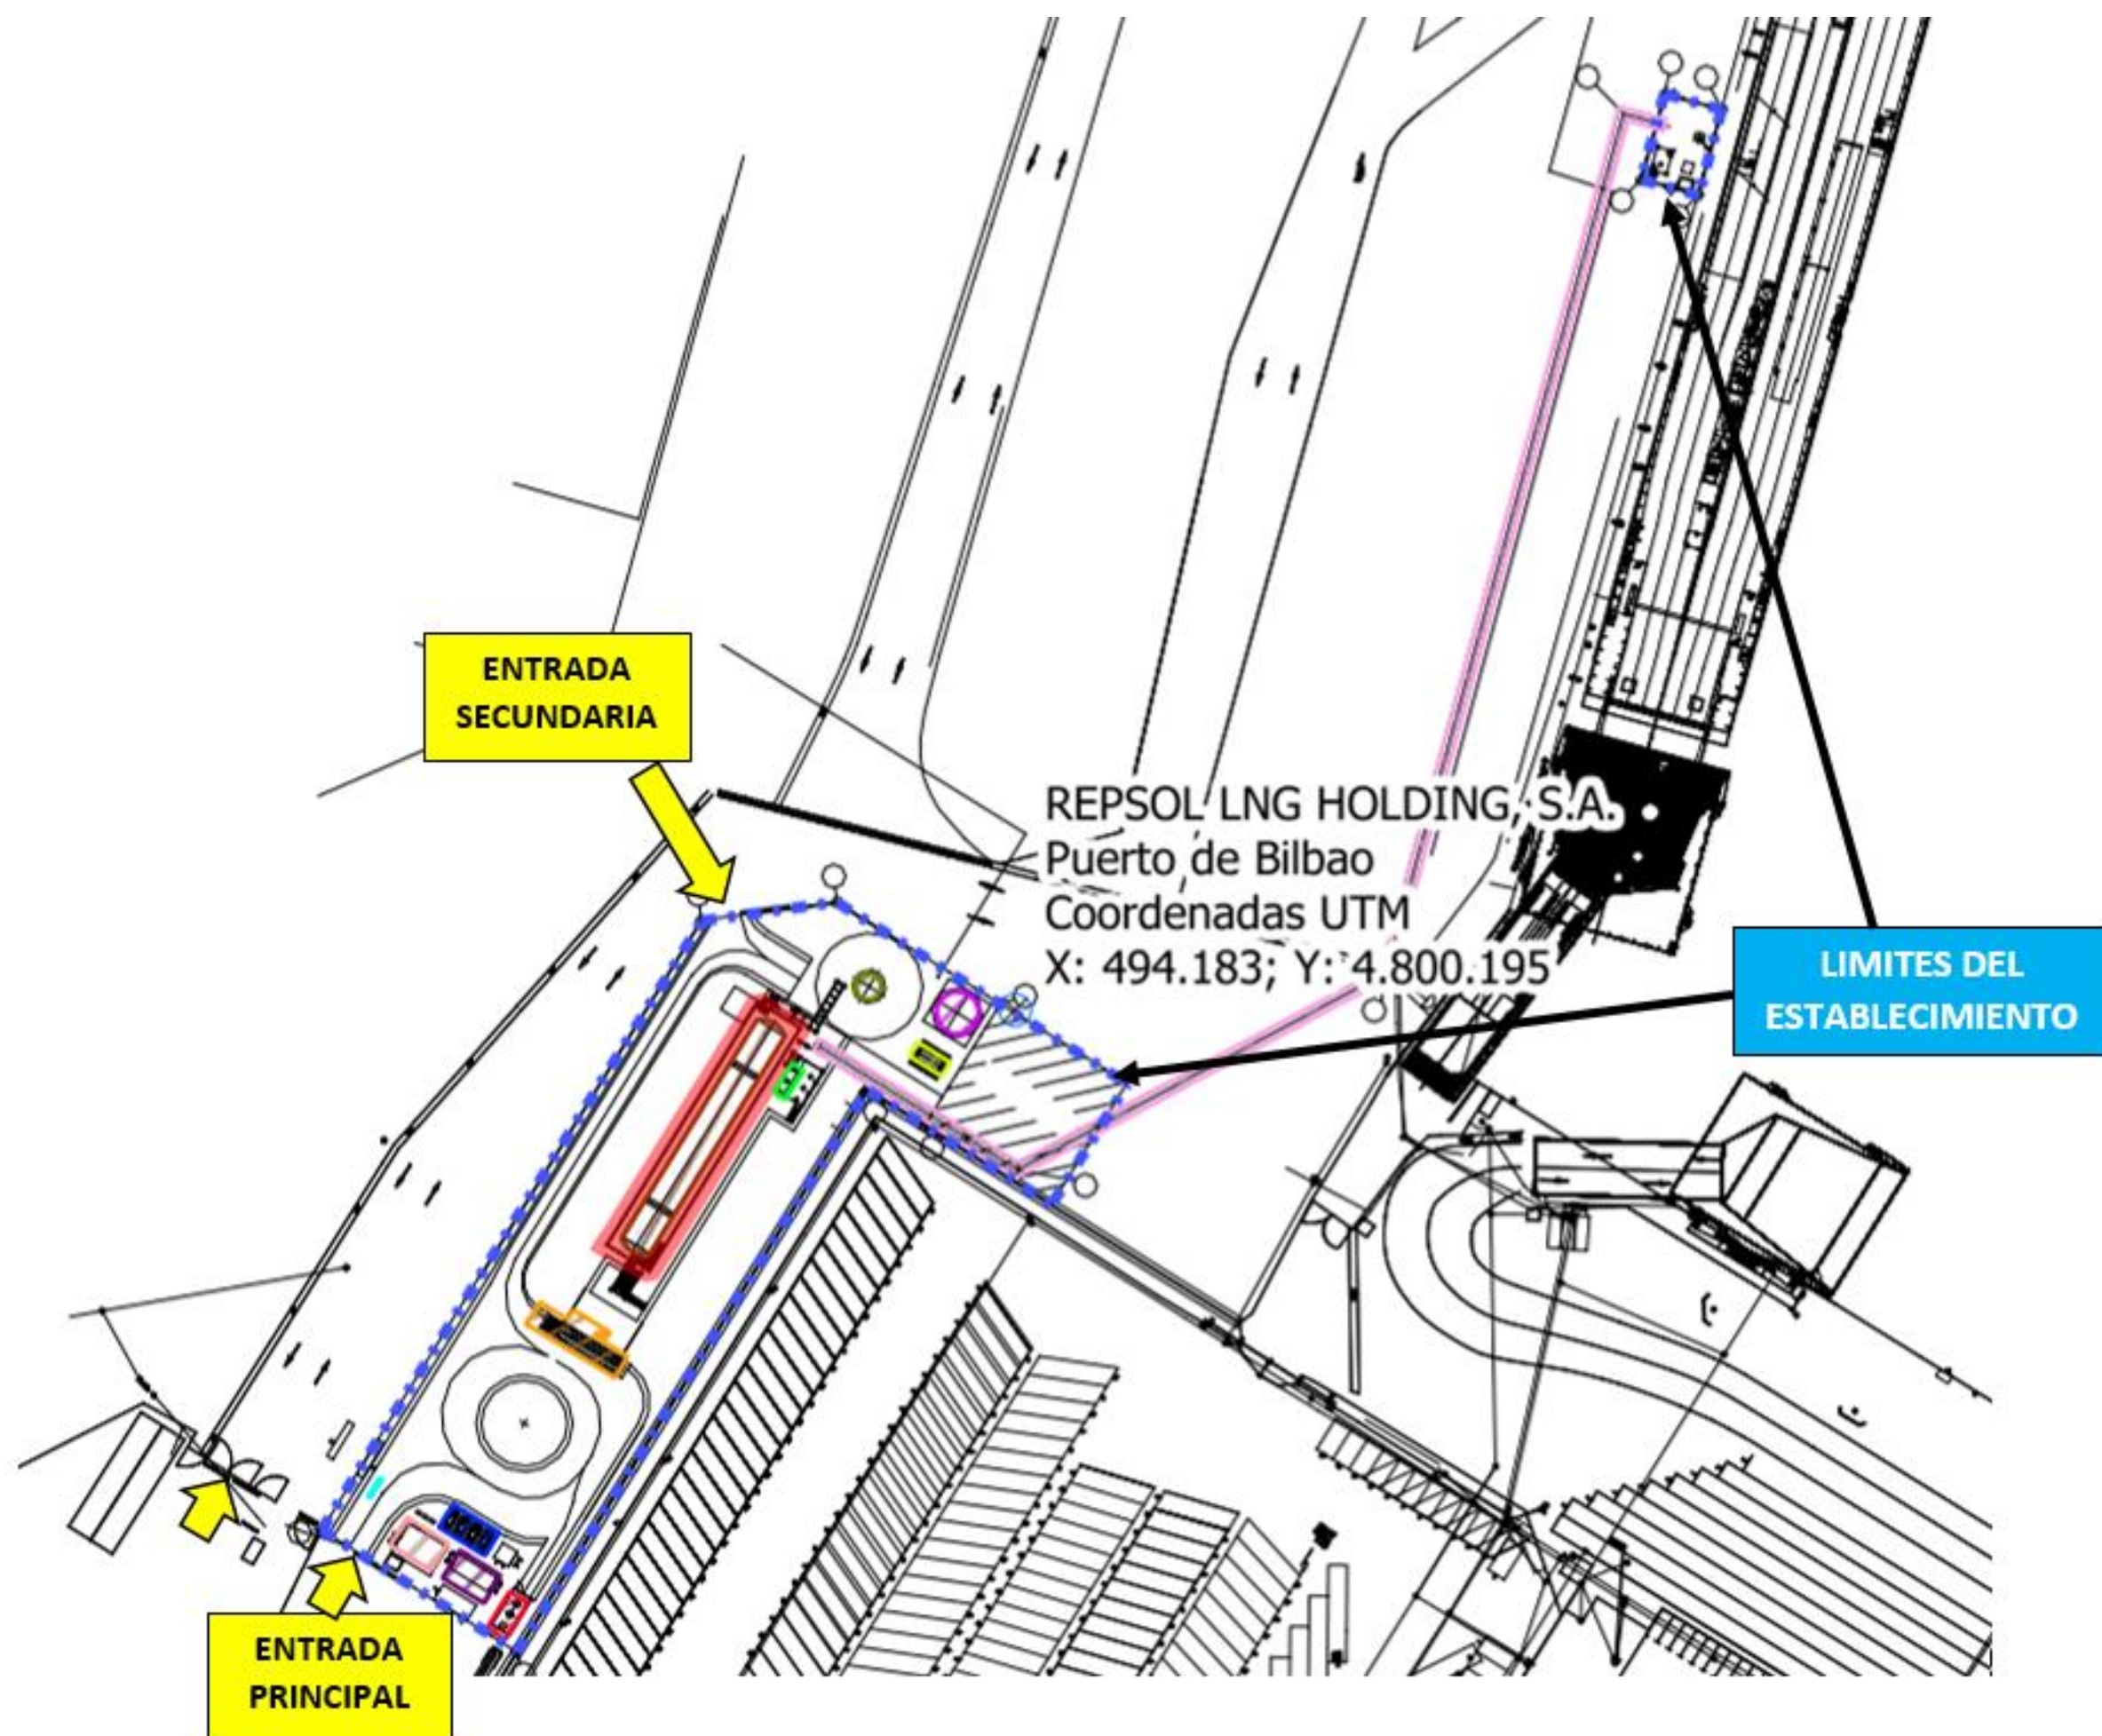 ENTRADA
SECUNDARIA
REPSOL LNG HOLDING, S.A.
Puerto de Bilbao
Coordenadas UTM
X: 494.183; Y: 4.800.195
LIMITES DEL
ESTABLECIMIENTO
ENTRADA
PRINCIPAL